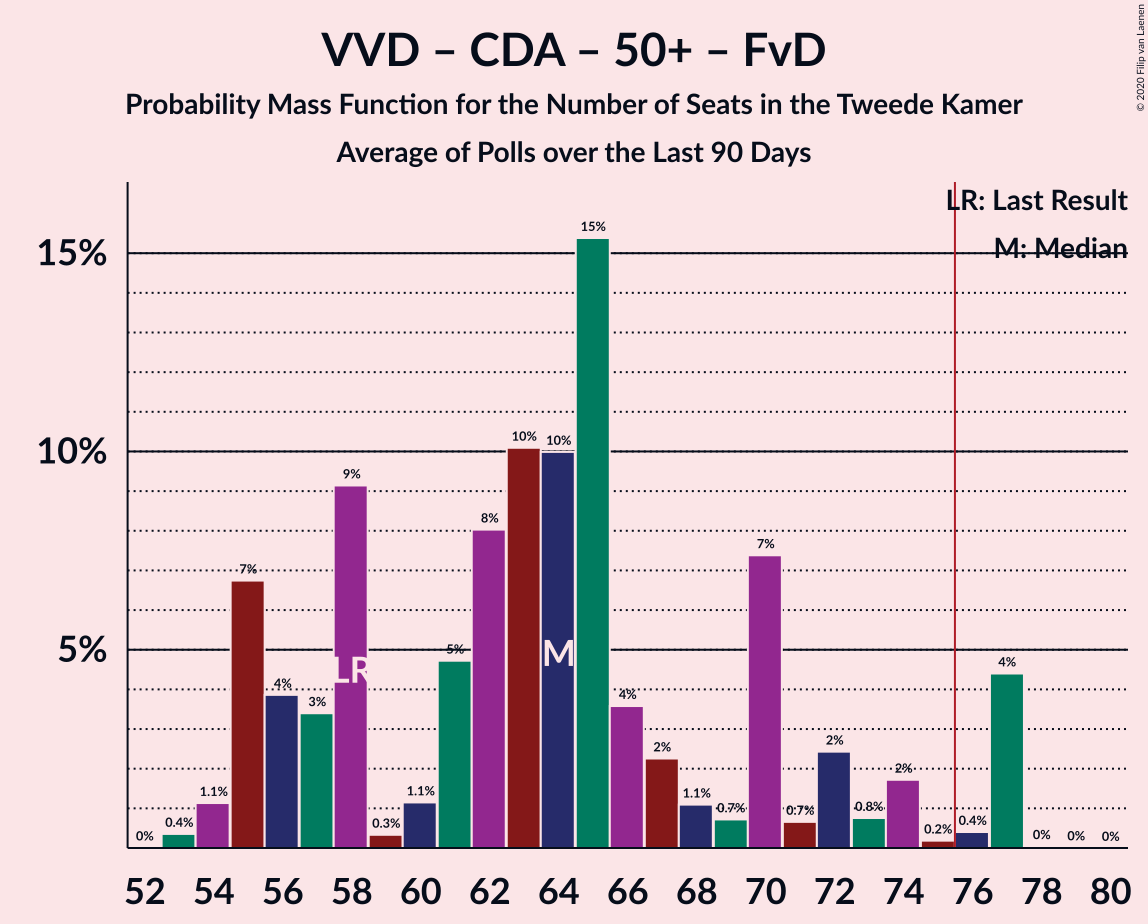 VVD – CDA – 50+ – FvD
Probability Mass Function for the Number of Seats in the Tweede Kamer
Average of Polls over the Last 90 Days
© 2020 Filip van Laenen
LR: Last Result
M: Median
15%
10%
5%
0% 0.4% 1.1% 7% 4% 3% 9% 0.3% 1.1% 5% 8% 10% 10% 15% 4% 2% 1.1% 0.7% 7% 0.7% 2% 0.8% 2% 0.2% 0.4% 4% 0% 0% 0%
LR
M
52 54 56 58 60 62 64 66 68 70 72 74 76 78 80